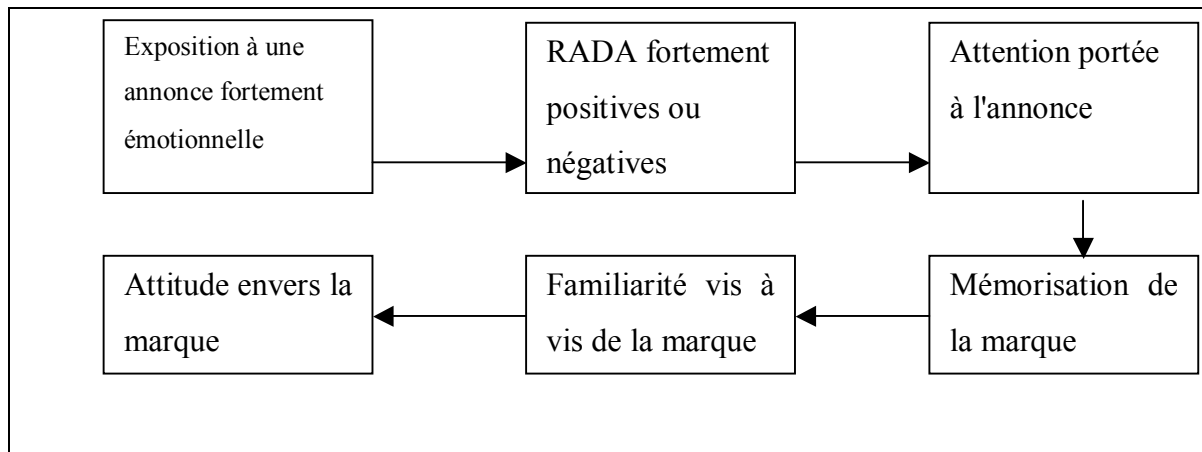 Exposition à une
annonce fortement
émotionnelle
RADA fortement
positives ou
négatives
Attention portée
à l'annonce
Attitude envers la
marque
Familiarité vis à
vis de la marque
Mémorisation de
la marque